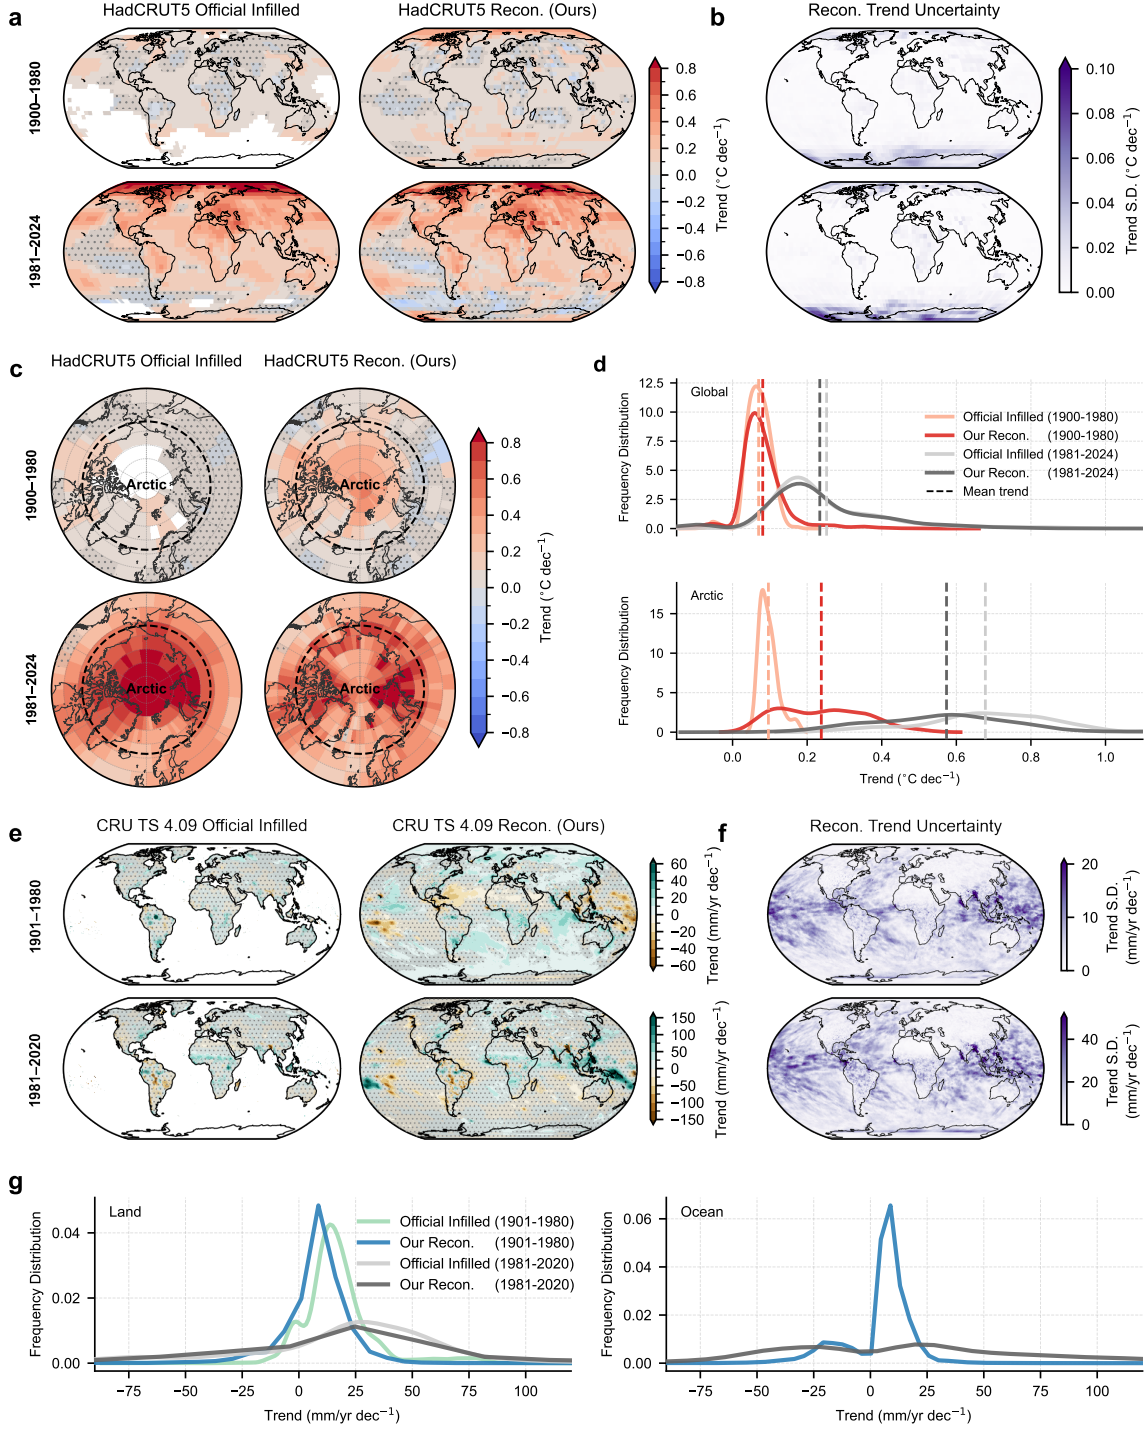 a
HadCRUT5 Official Infilled
HadCRUT5 Recon. (Ours)
b
Recon. Trend Uncertainty
1900–1980
1981–2024
0.8
0.6
0.4
0.2
0.0
−0.2
−0.4
−0.6
−0.8
Trend (°C dec⁻¹)
0.10
0.08
0.06
0.04
0.02
0.00
Trend S.D. (°C dec⁻¹)
c
HadCRUT5 Official Infilled
HadCRUT5 Recon. (Ours)
1900–1980
1981–2024
Arctic
Arctic
Arctic
Arctic
0.8
0.6
0.4
0.2
0.0
−0.2
−0.4
−0.6
−0.8
Trend (°C dec⁻¹)
d
Frequency Distribution
12.5
10.0
7.5
5.0
2.5
0.0
Global
Official Infilled (1900-1980)
Our Recon. (1900-1980)
Official Infilled (1981-2024)
Our Recon. (1981-2024)
Mean trend
Frequency Distribution
15
10
5
0
Arctic
0.0 0.2 0.4 0.6 0.8 1.0
Trend (°C dec⁻¹)
e
CRU TS 4.09 Official Infilled
CRU TS 4.09 Recon. (Ours)
f
Recon. Trend Uncertainty
1901–1980
1981–2020
60
40
20
0
−20
−40
−60
Trend (mm/yr dec⁻¹)
150
100
50
0
−50
−100
−150
Trend (mm/yr dec⁻¹)
20
10
0
Trend S.D.
(mm/yr dec⁻¹)
40
20
0
Trend S.D.
(mm/yr dec⁻¹)
g
Frequency Distribution
0.04
0.02
0.00
Land
Official Infilled (1901-1980)
Our Recon. (1901-1980)
Official Infilled (1981-2020)
Our Recon. (1981-2020)
−75 −50 −25 0 25 50 75 100
Trend (mm/yr dec⁻¹)
Frequency Distribution
0.06
0.04
0.02
0.00
Ocean
−75 −50 −25 0 25 50 75 100
Trend (mm/yr dec⁻¹)